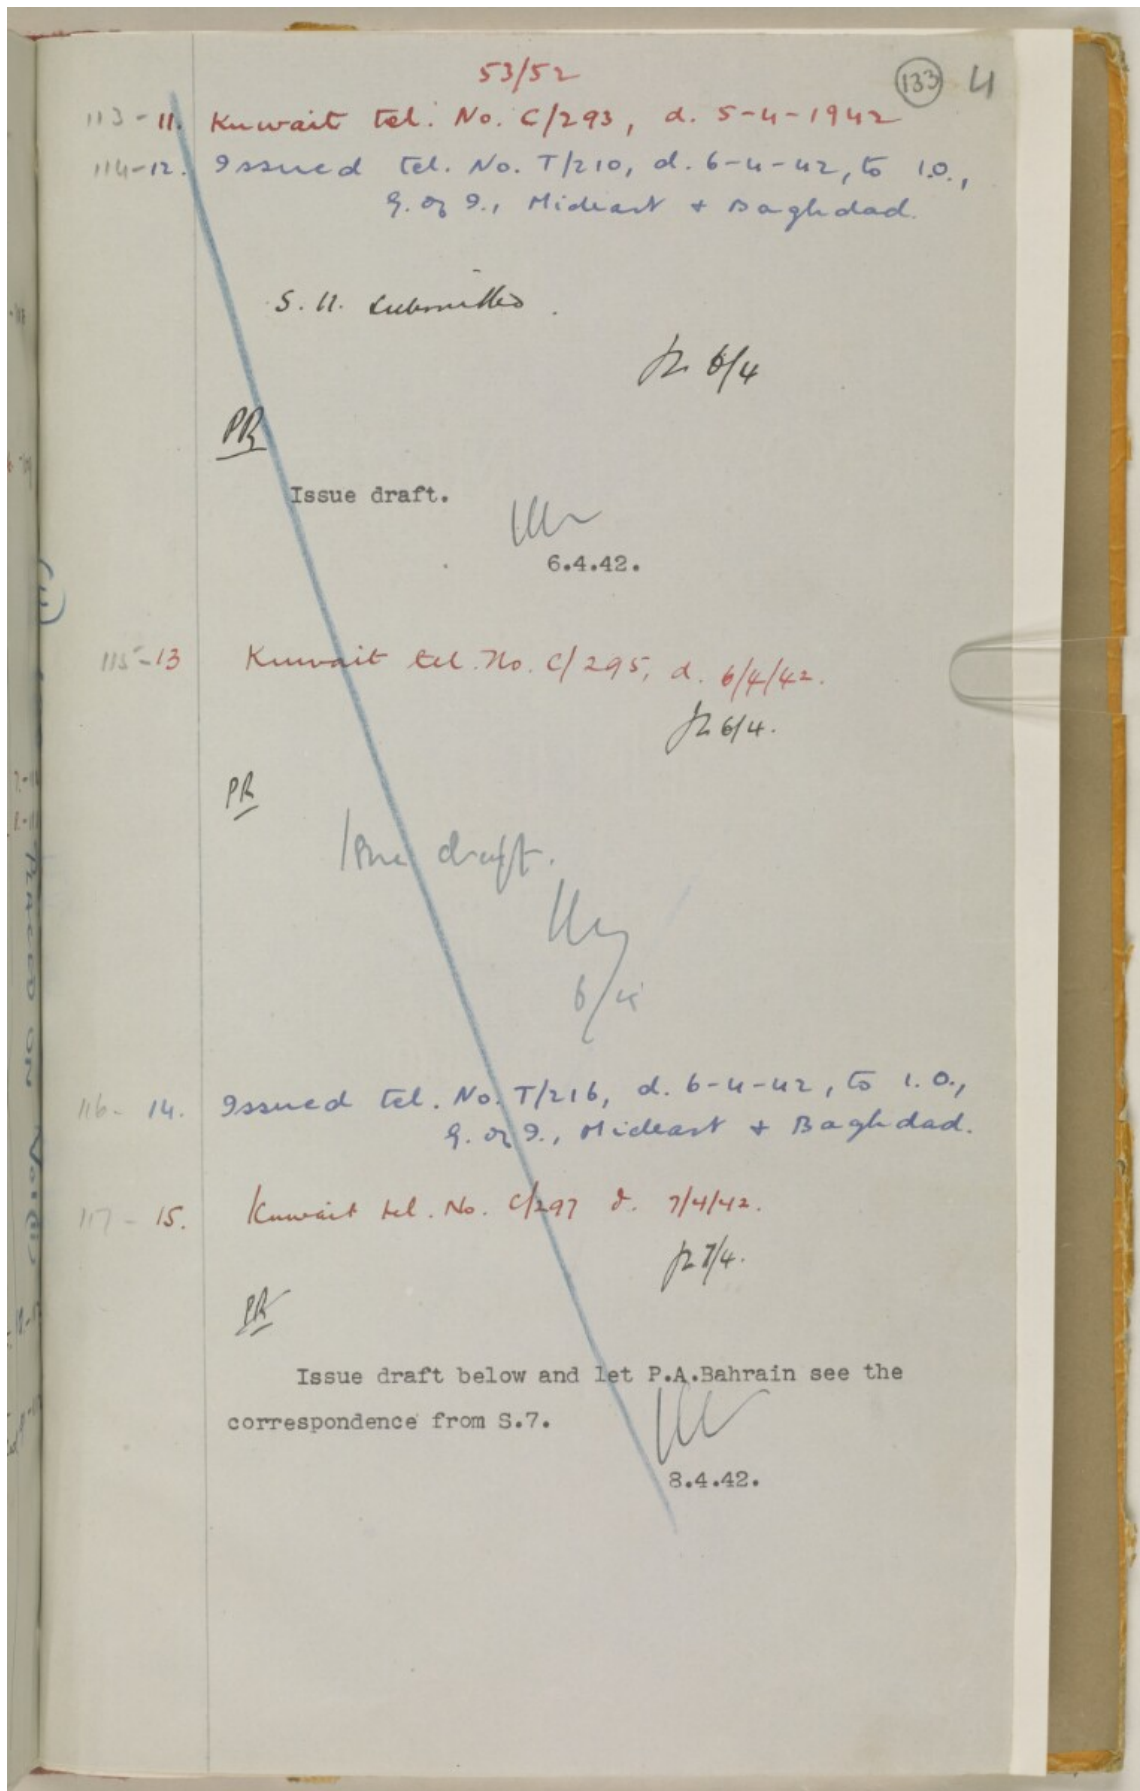 53/52
133 4
113-11. Kuwait tel. No. C/293, d. 5-4-1942
114-12. Issued tel. No. T/210, d. 6-4-42, to I.O.,
G. of I., Mideast + Baghdad.
S. 11. submitted.
6/4
PR
Issue draft.
6.4.42.
115-13 Kuwait tel. No. C/295, d. 6/4/42.
6/4.
PR
Issue draft.
6/4
116-14. Issued tel. No. T/216, d. 6-4-42, to I.O.,
G. of I., Mideast + Baghdad.
117-15. Kuwait tel. No. C/297 d. 7/4/42.
7/4.
PR
Issue draft below and let P.A.Bahrain see the
correspondence from S.7.
8.4.42.